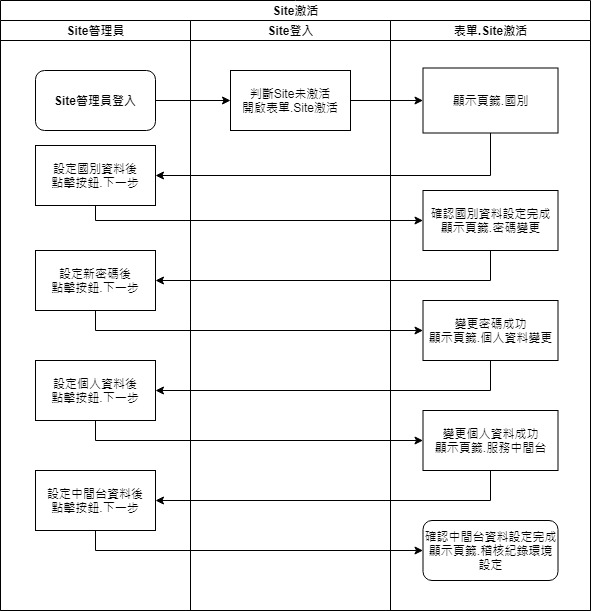 Site激活
Site管理員
Site登入
表單.Site激活
Site管理員登入
判斷Site未激活
開啟表單.Site激活
顯示頁籤.國別
設定國別資料後
點擊按鈕.下一步
確認國別資料設定完成
顯示頁籤.密碼變更
設定新密碼後
點擊按鈕.下一步
變更密碼成功
顯示頁籤.個人資料變更
設定個人資料後
點擊按鈕.下一步
變更個人資料成功
顯示頁籤.服務中間台
設定中間台資料後
點擊按鈕.下一步
確認中間台資料設定完成
顯示頁籤.稽核紀錄環境
設定